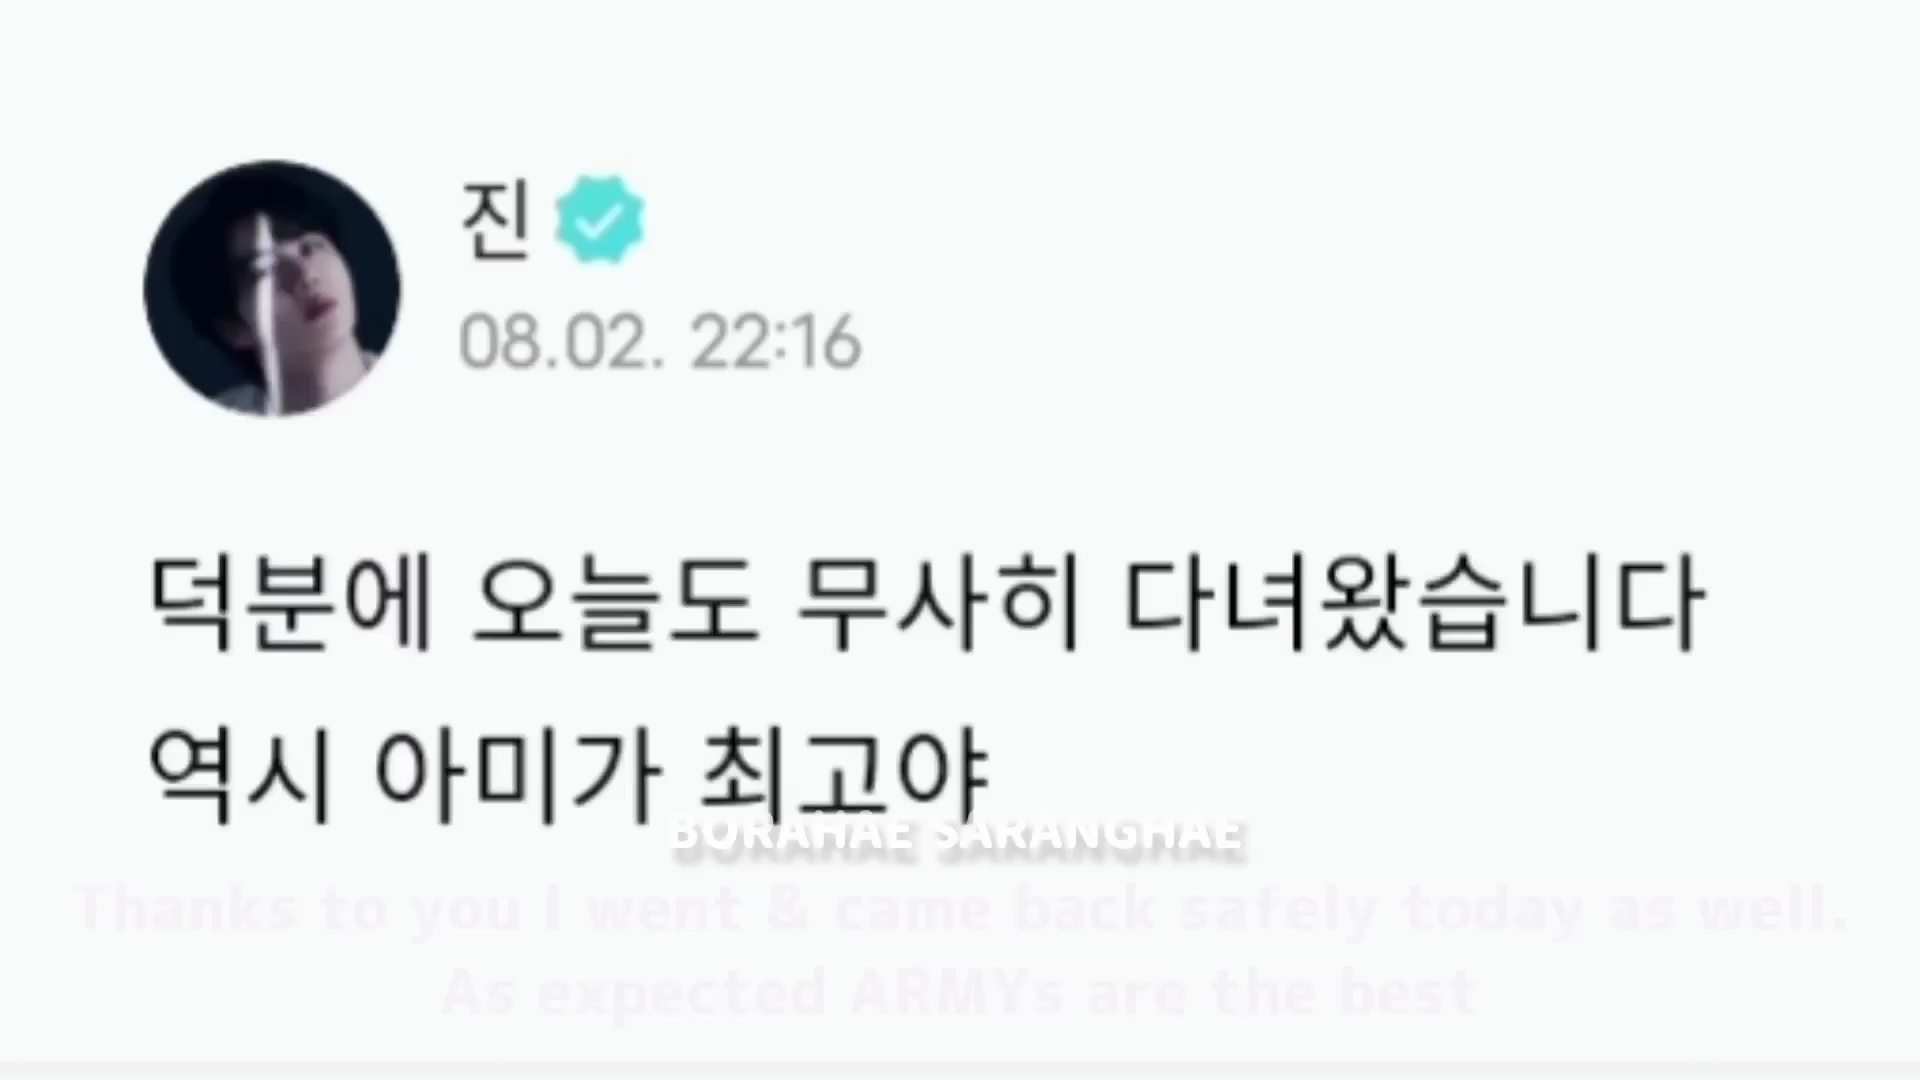 진
08.02. 22:16
덕분에 오늘도 무사히 다녀왔습니다
역시 아미가 최고야
BORAHAE SARANGHAE
Thanks to you I went & came back safely today as well.
As expected ARMYs are the best